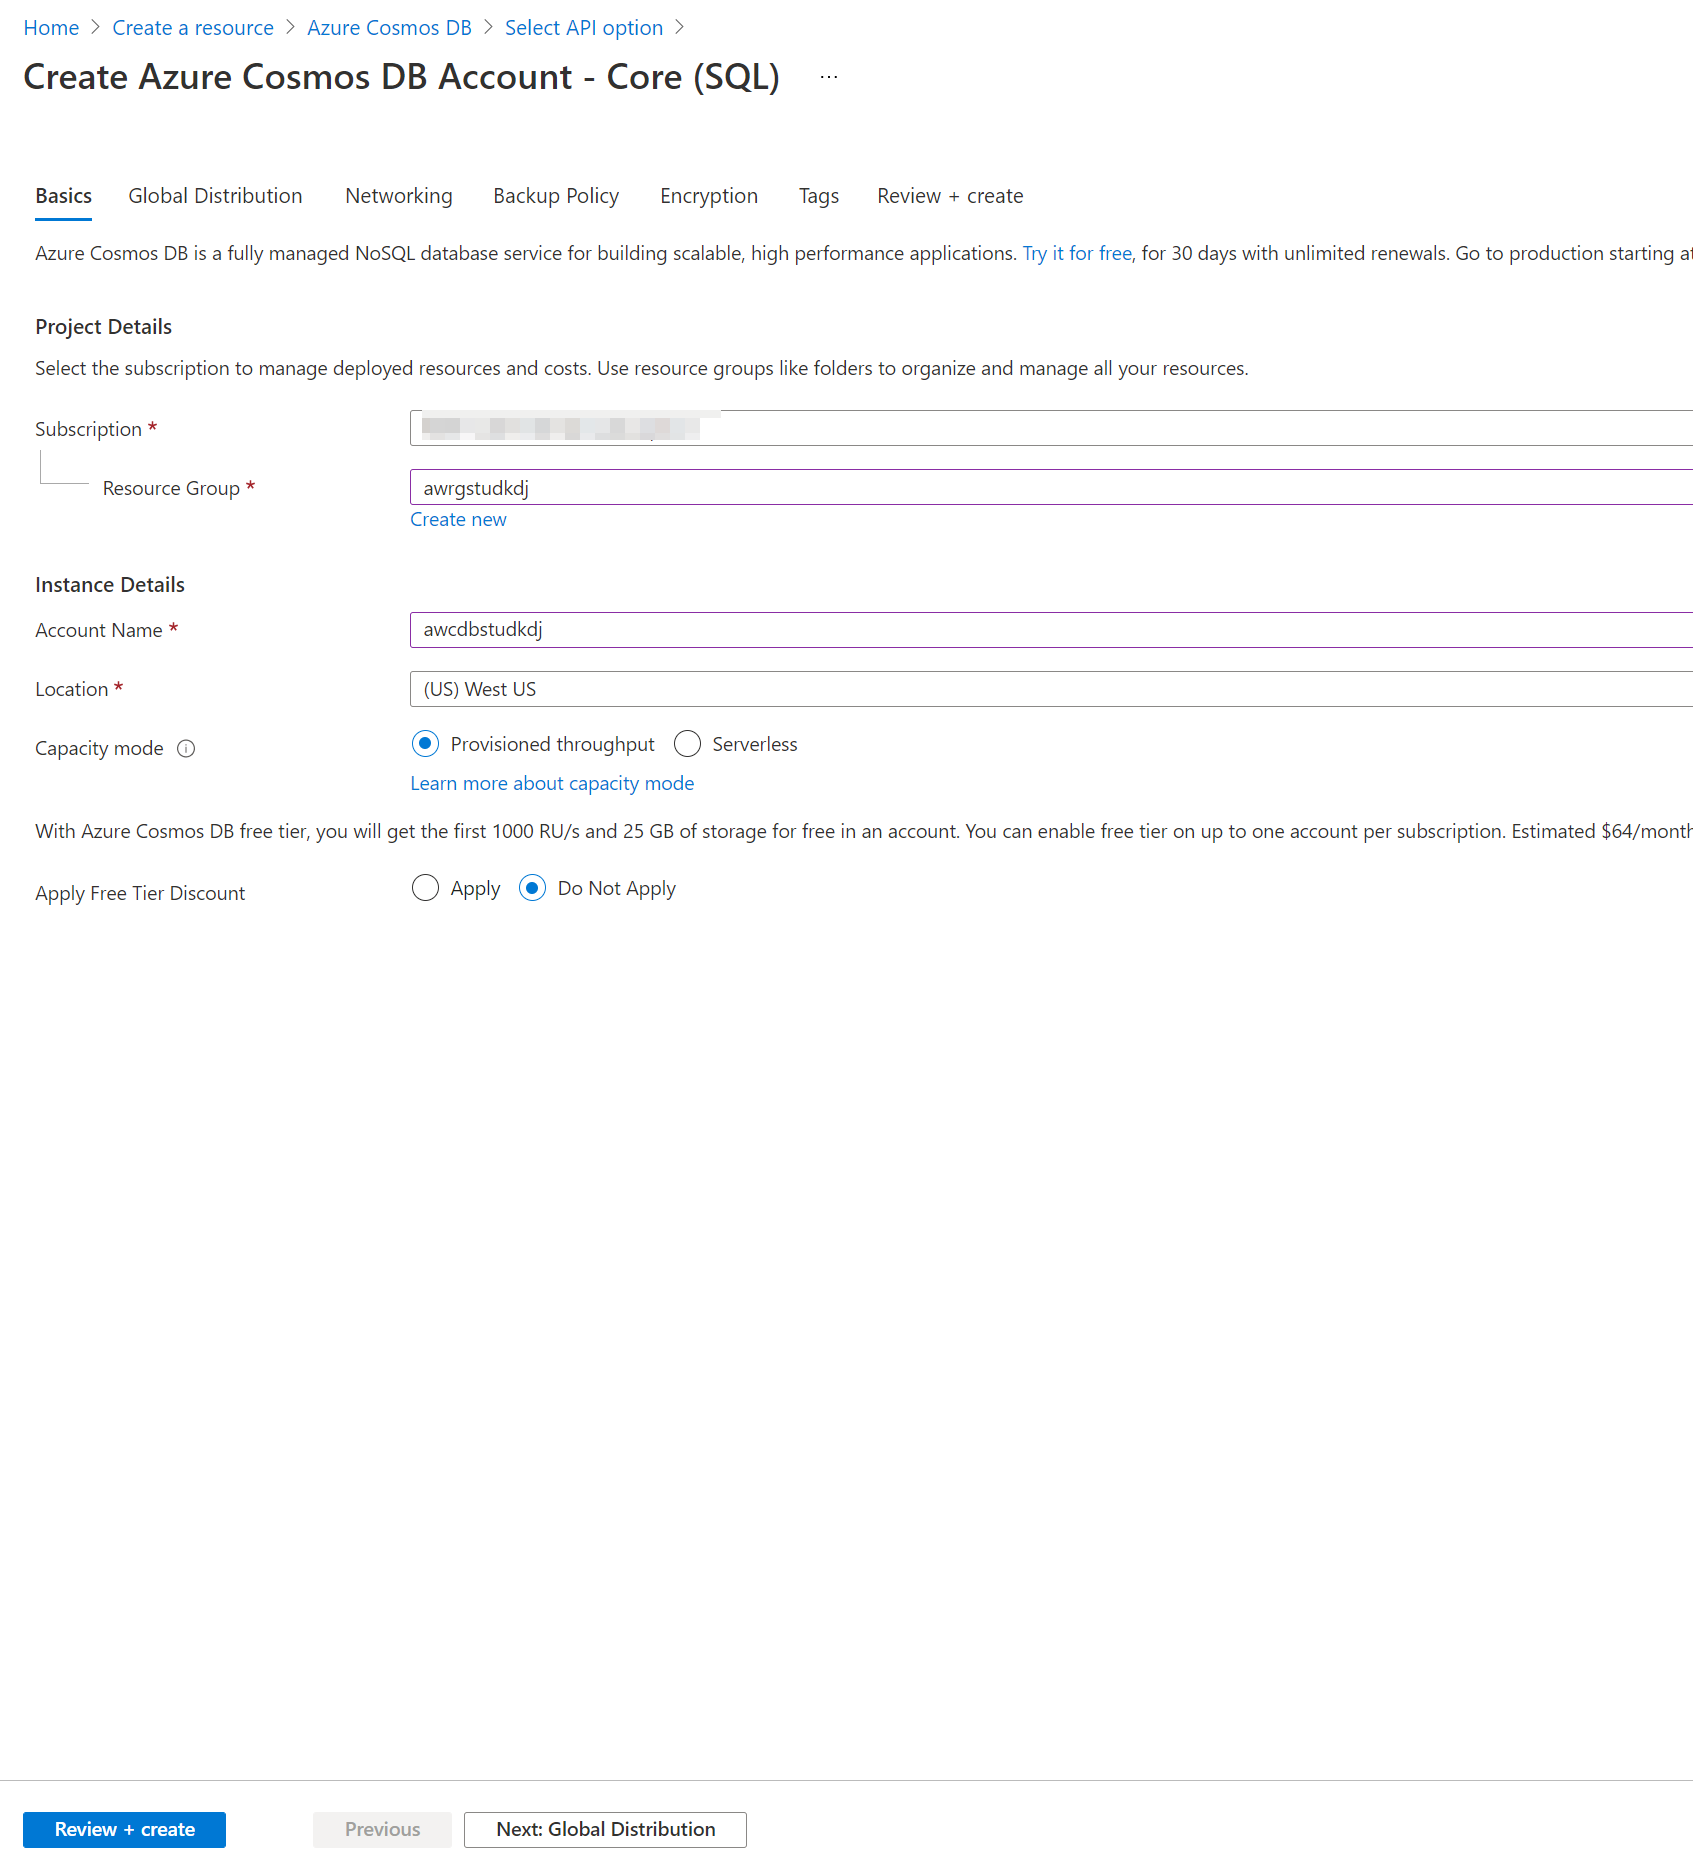 Home > Create a resource > Azure Cosmos DB > Select API option >
Create Azure Cosmos DB Account - Core (SQL) ...
Basics Global Distribution Networking Backup Policy Encryption Tags Review + create
Azure Cosmos DB is a fully managed NoSQL database service for building scalable, high performance applications. Try it for free, for 30 days with unlimited renewals. Go to production starting at
Project Details
Select the subscription to manage deployed resources and costs. Use resource groups like folders to organize and manage all your resources.
Subscription *
Resource Group * awrgstudkdj
Create new
Instance Details
Account Name * awcdbstudkdj
Location * (US) West US
Capacity mode Provisioned throughput Serverless
Learn more about capacity mode
With Azure Cosmos DB free tier, you will get the first 1000 RU/s and 25 GB of storage for free in an account. You can enable free tier on up to one account per subscription. Estimated $64/month
Apply Free Tier Discount Apply Do Not Apply
Review + create Previous Next: Global Distribution